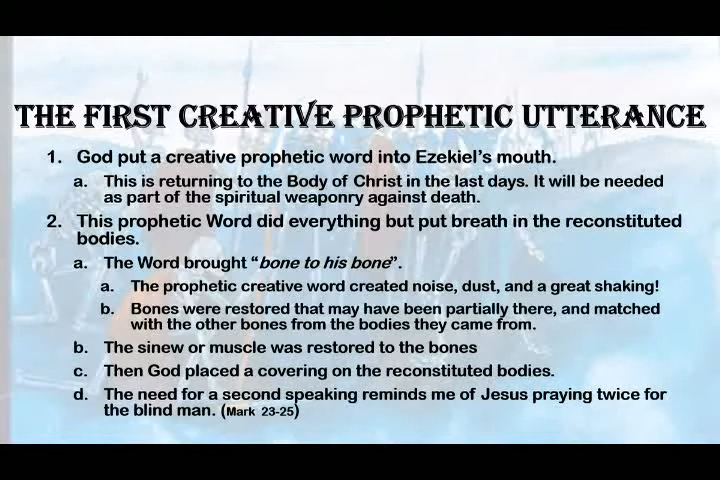 THE FIRST CREATIVE PROPHETIC UTTERANCE
1. God put a creative prophetic word into Ezekiel's mouth.
a. This is returning to the Body of Christ in the last days. It will be needed
as part of the spiritual weaponry against death.
2. This prophetic Word did everything but put breath in the reconstituted
bodies.
a. The Word brought "bone to his bone".
a. The prophetic creative word created noise, dust, and a great shaking!
b. Bones were restored that may have been partially there, and matched
with the other bones from the bodies they came from.
b. The sinew or muscle was restored to the bones
c. Then God placed a covering on the reconstituted bodies.
d. The need for a second speaking reminds me of Jesus praying twice for
the blind man. (Mark 23-25)